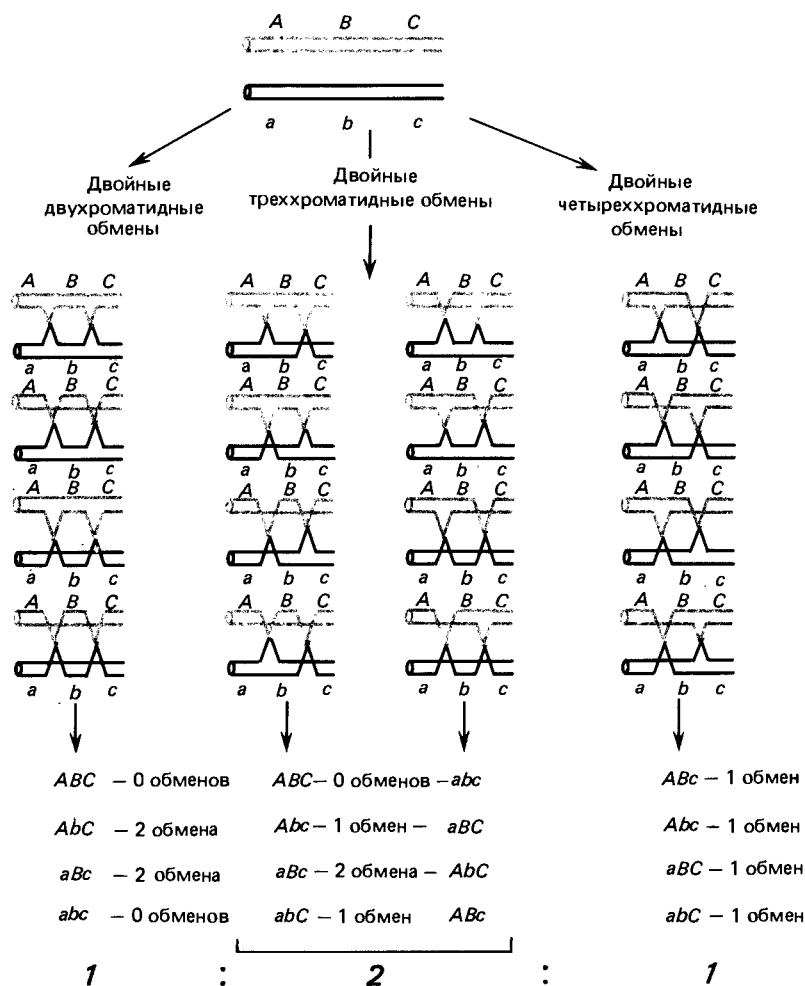 A B C
a b c
Двойные
двухроматидные
обмены
Двойные
треххроматидные обмены
Двойные
четыреххроматидные
обмены
A B C A B C A B C A B C
a b c a b c a b c a b c
A B C A B C A B C A B C
a b c a b c a b c a b c
A B C A B C A B C A B C
a b c a b c a b c a b c
A B C A B C A B C A B C
a b c a b c a b c a b c
ABC – 0 обменов ABC – 0 обменов – abc ABc – 1 обмен
AbC – 2 обмена Abc – 1 обмен – aBC Abc – 1 обмен
aBc – 2 обмена aBc – 2 обмена – AbC aBC – 1 обмен
abc – 0 обменов abC – 1 обмен ABc abC – 1 обмен
1 : 2 : 1